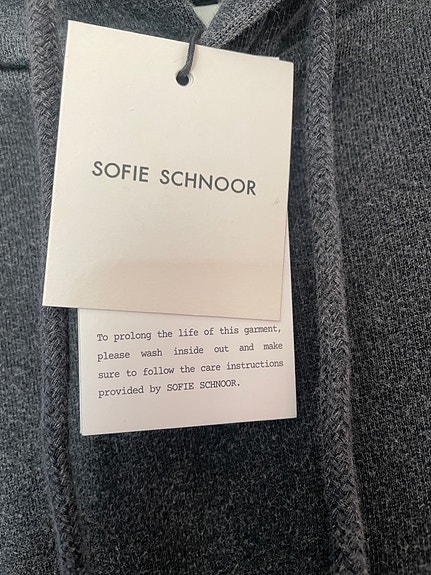 SOFIE SCHNOOR
To prolong the life of this garment,
please wash inside out and make
sure to follow the care instructions
provided by SOFIE SCHNOOR.